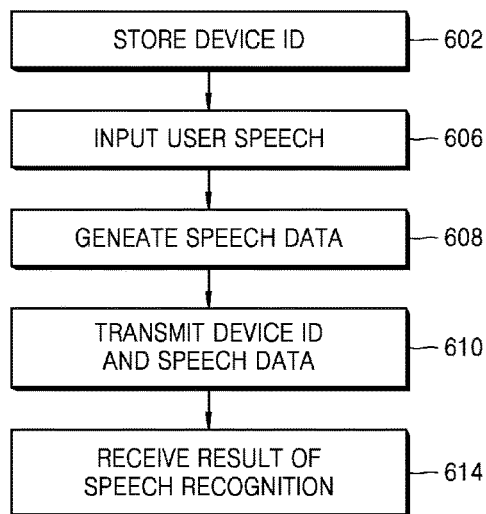 STORE DEVICE ID
602
INPUT USER SPEECH
606
GENEATE SPEECH DATA
608
TRANSMIT DEVICE ID
AND SPEECH DATA
610
RECEIVE RESULT OF
SPEECH RECOGNITION
614